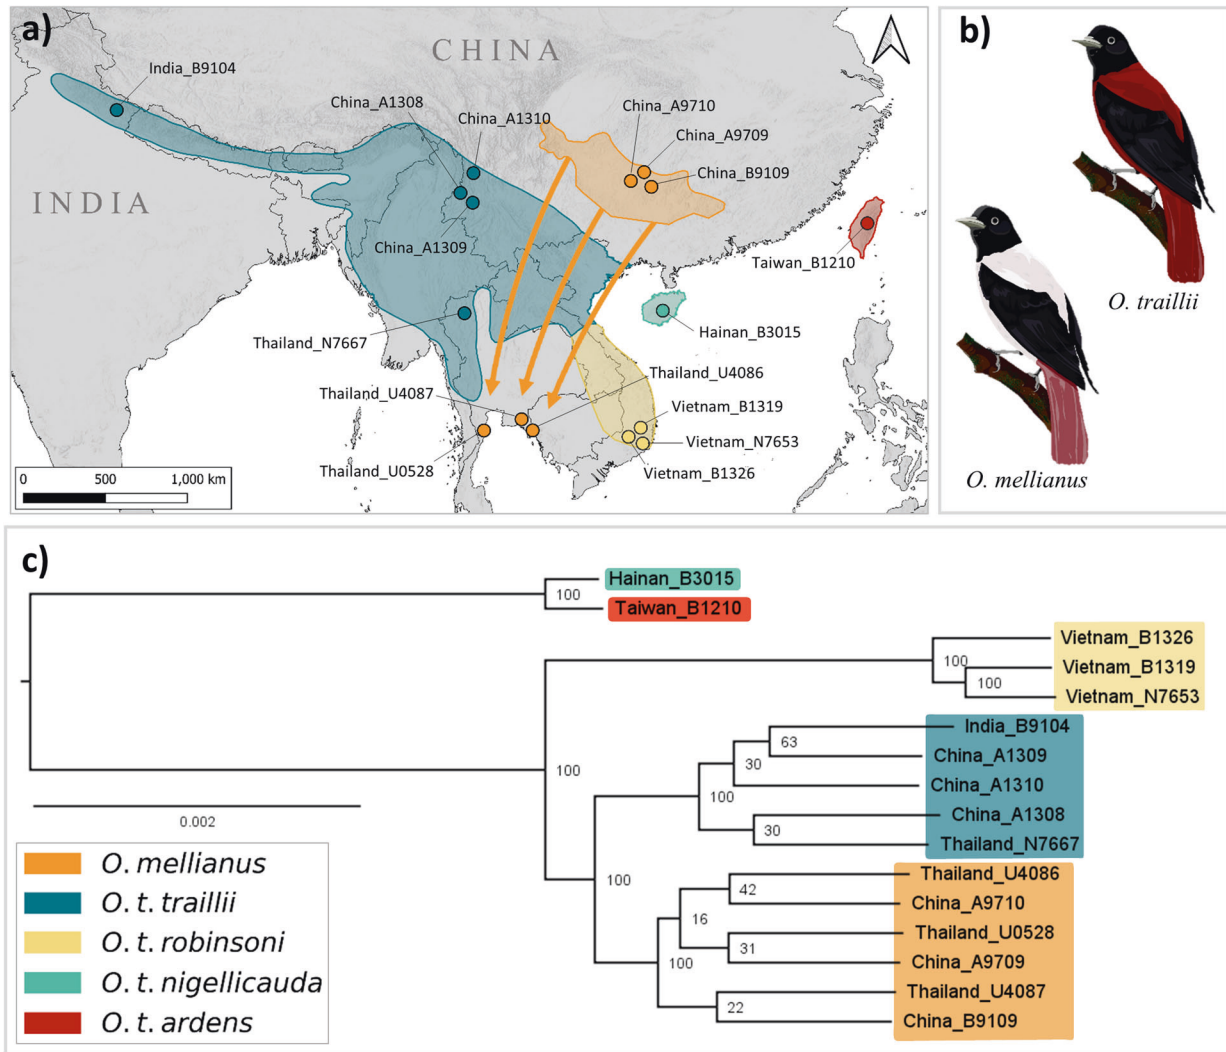 a)
CHINA
INDIA
India_B9104
China_A1308
China_A1310
China_A1309
China_A9710
China_A9709
China_B9109
Taiwan_B1210
Hainan_B3015
Thailand_N7667
Thailand_U4087
Thailand_U4086
Vietnam_B1319
Vietnam_N7653
Vietnam_B1326
Thailand_U0528
0 500 1,000 km
b)
O. traillii
O. mellianus
c)
Hainan_B3015
100
Taiwan_B1210
Vietnam_B1326
100
Vietnam_B1319
100
Vietnam_N7653
India_B9104
63
China_A1309
30
China_A1310
100
China_A1308
30
Thailand_N7667
100
100
Thailand_U4086
42
China_A9710
16
Thailand_U0528
31
China_A9709
100
Thailand_U4087
22
China_B9109
0.002
O. mellianus
O. t. traillii
O. t. robinsoni
O. t. nigellicauda
O. t. ardens